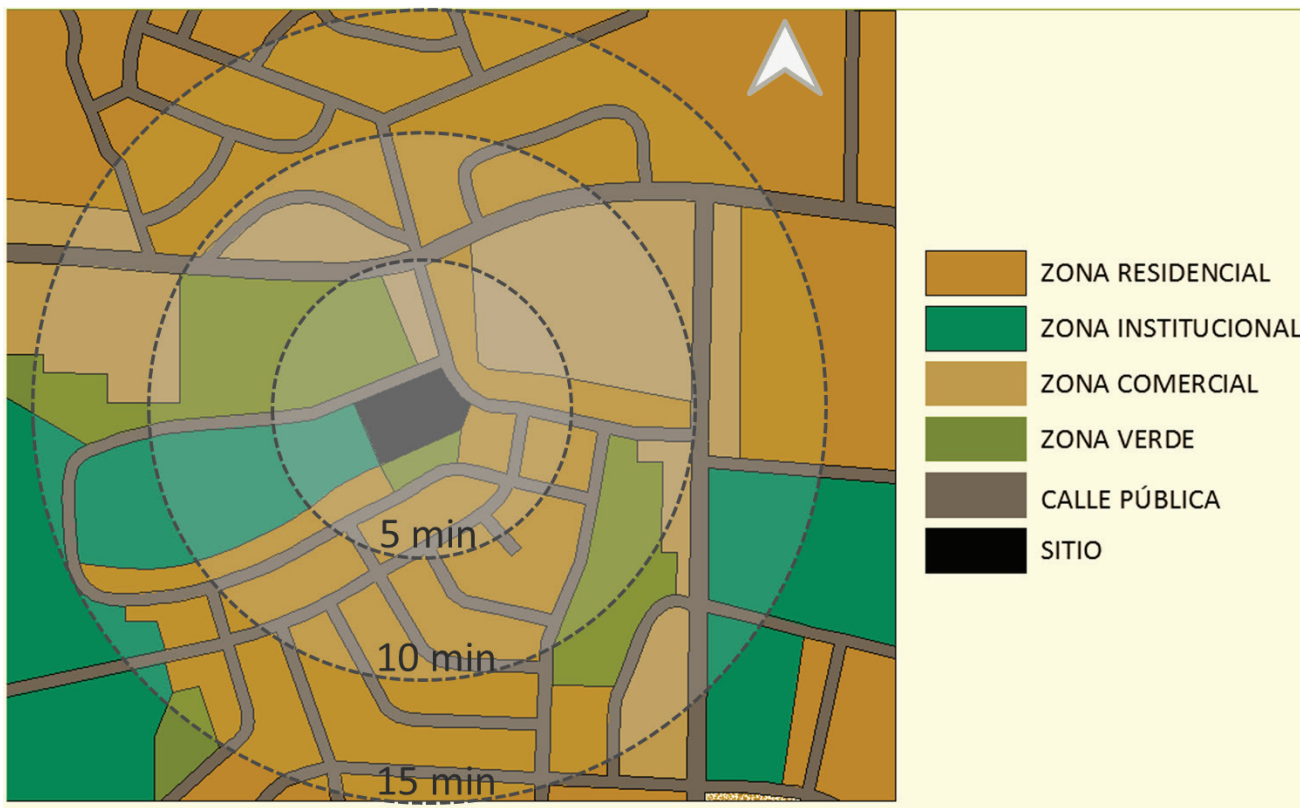 5 min
10 min
15 min
ZONA RESIDENCIAL
ZONA INSTITUCIONAL
ZONA COMERCIAL
ZONA VERDE
CALLE PÚBLICA
SITIO